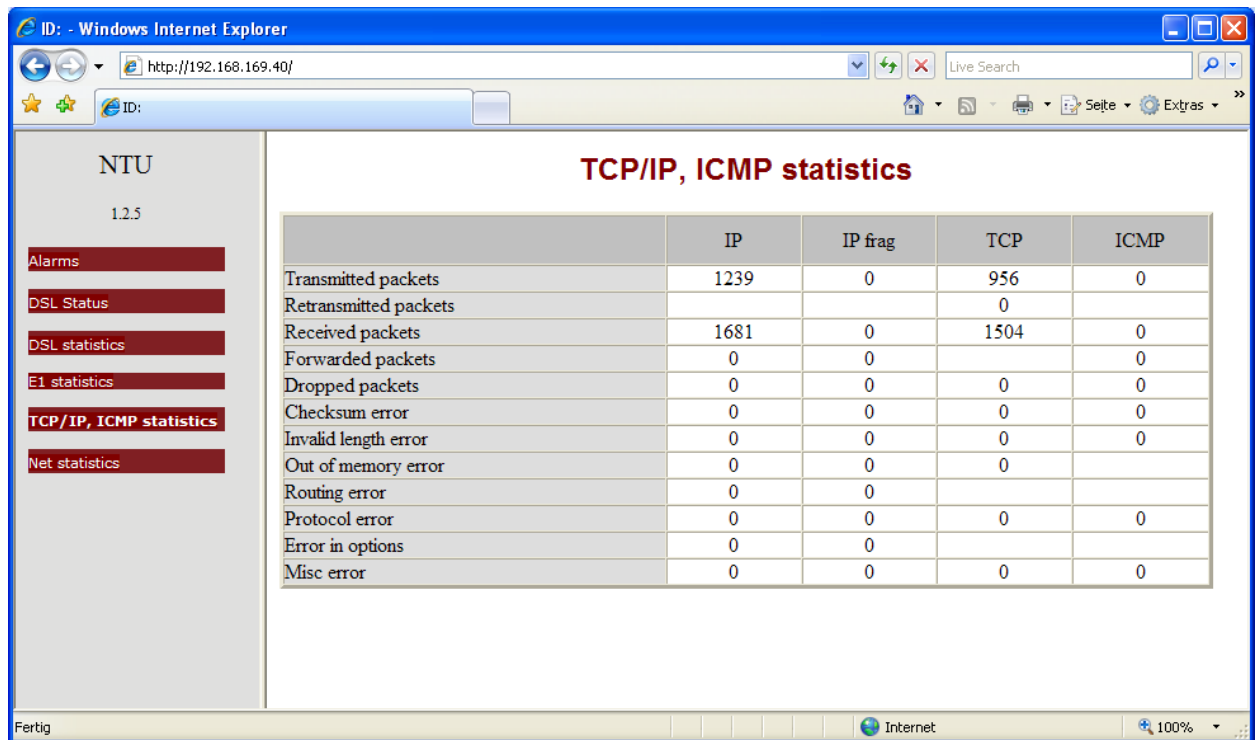 ID: - Windows Internet Explorer
http://192.168.169.40/
Live Search
ID:
Seite
Extras
»
NTU
1.2.5
Alarms
DSL Status
DSL statistics
E1 statistics
TCP/IP, ICMP statistics
Net statistics
TCP/IP, ICMP statistics
IP IP frag TCP ICMP
Transmitted packets 1239 0 956 0
Retransmitted packets 0
Received packets 1681 0 1504 0
Forwarded packets 0 0 0
Dropped packets 0 0 0 0
Checksum error 0 0 0 0
Invalid length error 0 0 0 0
Out of memory error 0 0 0
Routing error 0 0
Protocol error 0 0 0 0
Error in options 0 0
Misc error 0 0 0 0
Fertig
Internet
100%